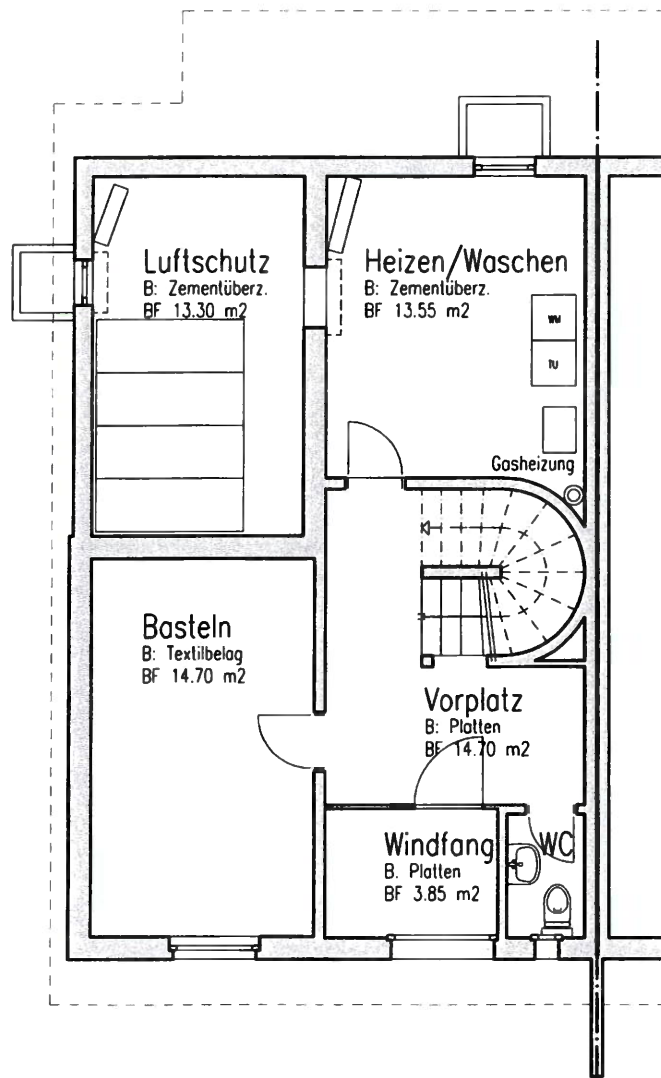 Luftschutz
B: Zementüberz.
BF 13.30 m2
Heizen/Waschen
B: Zementüberz.
BF 13.55 m2
WM
TU
Gasheizung
Basteln
B: Textilbelag
BF 14.70 m2
Vorplatz
B: Platten
BF 14.70 m2
Windfang
B. Platten
BF 3.85 m2
WC